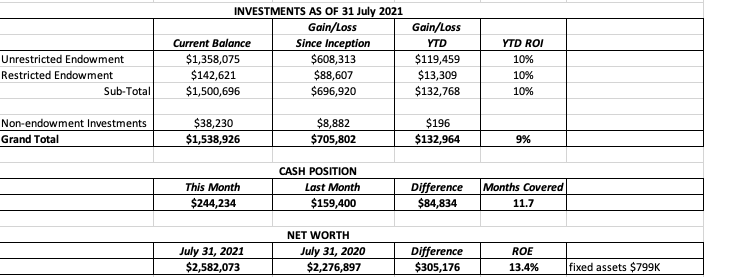 INVESTMENTS AS OF 31 July 2021
Gain/Loss Gain/Loss
Current Balance Since Inception YTD YTD ROI
Unrestricted Endowment $1,358,075 $608,313 $119,459 10%
Restricted Endowment $142,621 $88,607 $13,309 10%
Sub-Total $1,500,696 $696,920 $132,768 10%
Non-endowment Investments $38,230 $8,882 $196
Grand Total $1,538,926 $705,802 $132,964 9%
CASH POSITION
This Month Last Month Difference Months Covered
$244,234 $159,400 $84,834 11.7
NET WORTH
July 31, 2021 July 31, 2020 Difference ROE
$2,582,073 $2,276,897 $305,176 13.4% fixed assets $799K